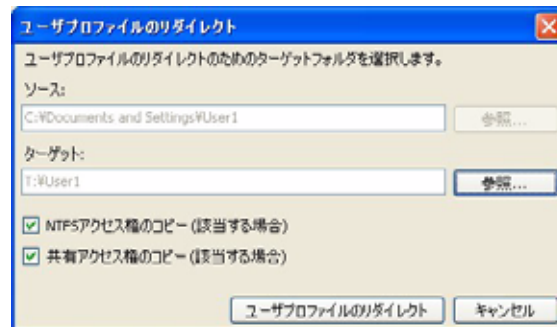 ユーザプロファイルのリダイレクト
ユーザプロファイルのリダイレクトのためのターゲットフォルダを選択します。
ソース:
C:¥Documents and Settings¥User1
参照...
ターゲット:
T:¥User1
参照...
NTFSアクセス権のコピー(該当する場合)
共有アクセス権のコピー(該当する場合)
ユーザプロファイルのリダイレクト
キャンセル